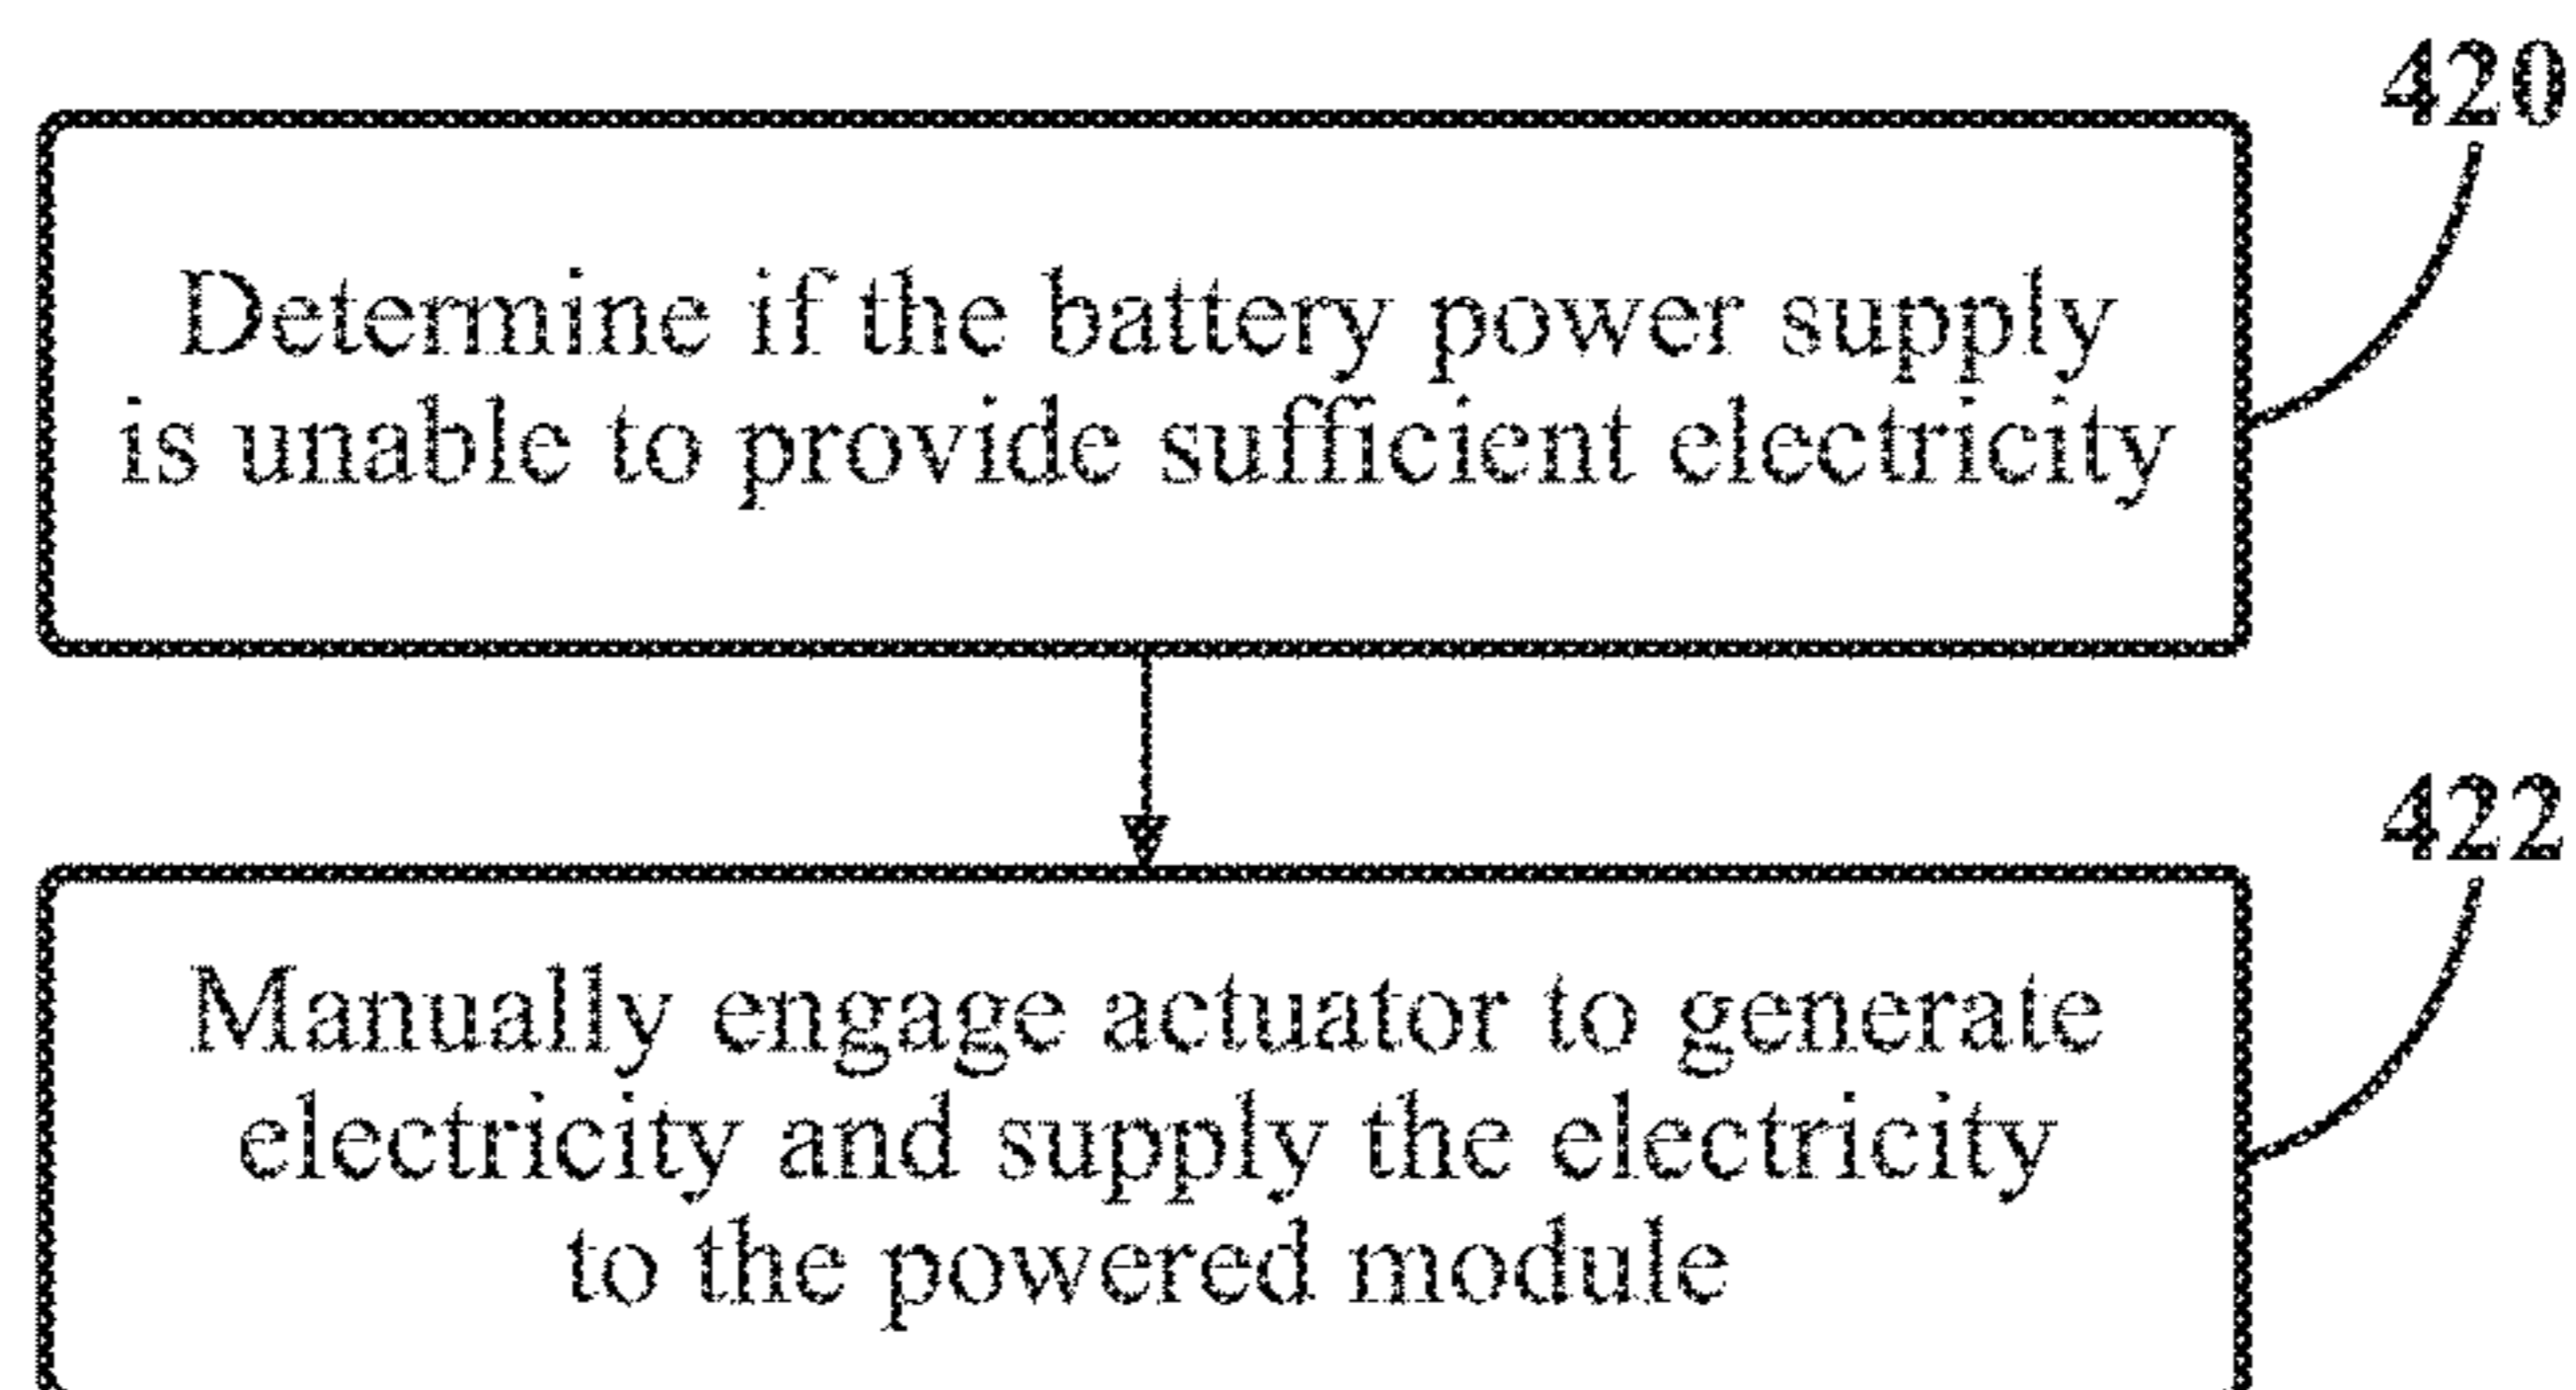 420
Determine if the battery power supply
is unable to provide sufficient electricity
422
Manually engage actuator to generate
electricity and supply the electricity
to the powered module